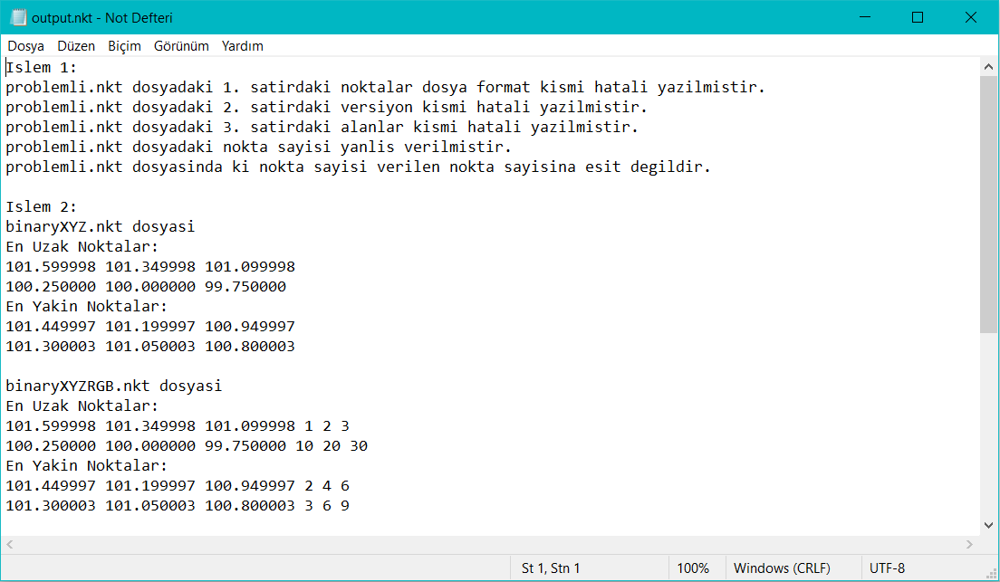 output.nkt - Not Defteri
Dosya Düzen Biçim Görünüm Yardım
Islem 1:
problemli.nkt dosyadaki 1. satirdaki noktalar dosya format kismi hatali yazilmistir.
problemli.nkt dosyadaki 2. satirdaki versiyon kismi hatali yazilmistir.
problemli.nkt dosyadaki 3. satirdaki alanlar kismi hatali yazilmistir.
problemli.nkt dosyadaki nokta sayisi yanlis verilmistir.
problemli.nkt dosyasinda ki nokta sayisi verilen nokta sayisina esit degildir.
Islem 2:
binaryXYZ.nkt dosyasi
En Uzak Noktalar:
101.599998 101.349998 101.099998
100.250000 100.000000 99.750000
En Yakin Noktalar:
101.449997 101.199997 100.949997
101.300003 101.050003 100.800003
binaryXYZRGB.nkt dosyasi
En Uzak Noktalar:
101.599998 101.349998 101.099998 1 2 3
100.250000 100.000000 99.750000 10 20 30
En Yakin Noktalar:
101.449997 101.199997 100.949997 2 4 6
101.300003 101.050003 100.800003 3 6 9
St 1, Stn 1 100% Windows (CRLF) UTF-8